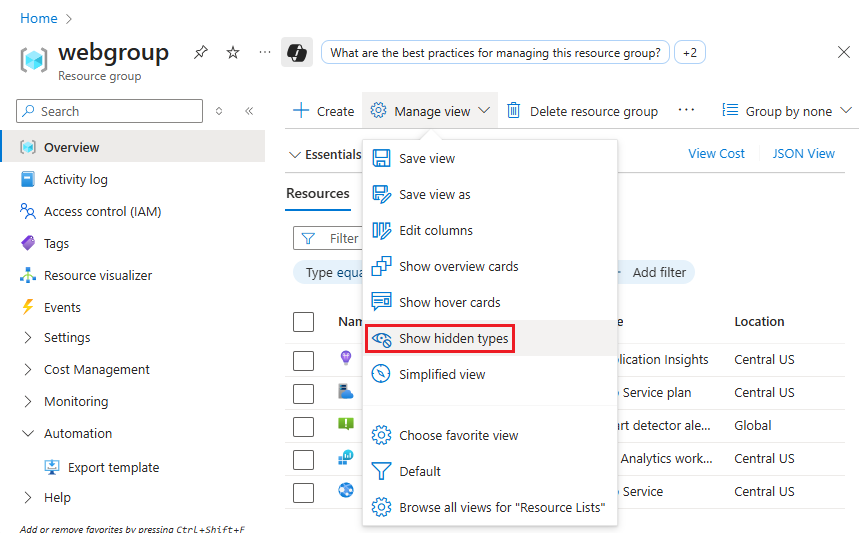 Home
webgroup
Resource group
What are the best practices for managing this resource group?
+2
Search
Create
Manage view
Delete resource group
Group by none
Overview
Activity log
Access control (IAM)
Tags
Resource visualizer
Events
Settings
Cost Management
Monitoring
Automation
Export template
Help
Add or remove favorites by pressing Ctrl+Shift+F
Essentials
View Cost
JSON View
Resources
Filter
Type equa
Add filter
Save view
Save view as
Edit columns
Show overview cards
Show hover cards
Show hidden types
Simplified view
Choose favorite view
Default
Browse all views for "Resource Lists"
Nam
e
Location
plication Insights
Central US
Service plan
Central US
art detector ale...
Global
Analytics work...
Central US
Service
Central US